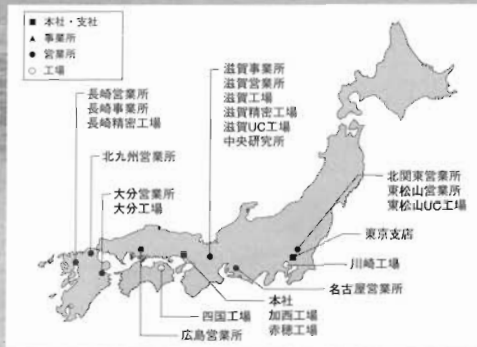 ■ 本社・支社
▲ 事業所
● 営業所
○ 工場
長崎営業所
長崎事業所
長崎精密工場
北九州営業所
大分営業所
大分工場
滋賀事業所
滋賀営業所
滋賀工場
滋賀精密工場
滋賀UC工場
中央研究所
北関東営業所
東松山営業所
東松山UC工場
東京支店
川崎工場
名古屋営業所
本社
加西工場
赤穂工場
四国工場
広島営業所